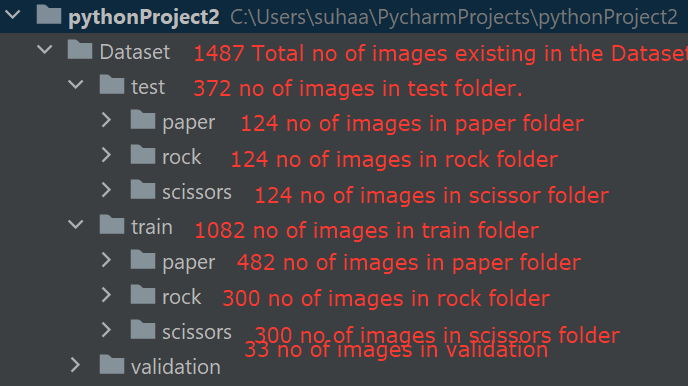 pythonProject2 C:\Users\suhaa\PycharmProjects\pythonProject2
Dataset 1487 Total no of images existing in the Dataset
test 372 no of images in test folder.
paper 124 no of images in paper folder
rock 124 no of images in rock folder
scissors 124 no of images in scissor folder
train 1082 no of images in train folder
paper 482 no of images in paper folder
rock 300 no of images in rock folder
scissors 300 no of images in scissors folder
33 no of images in validation
validation